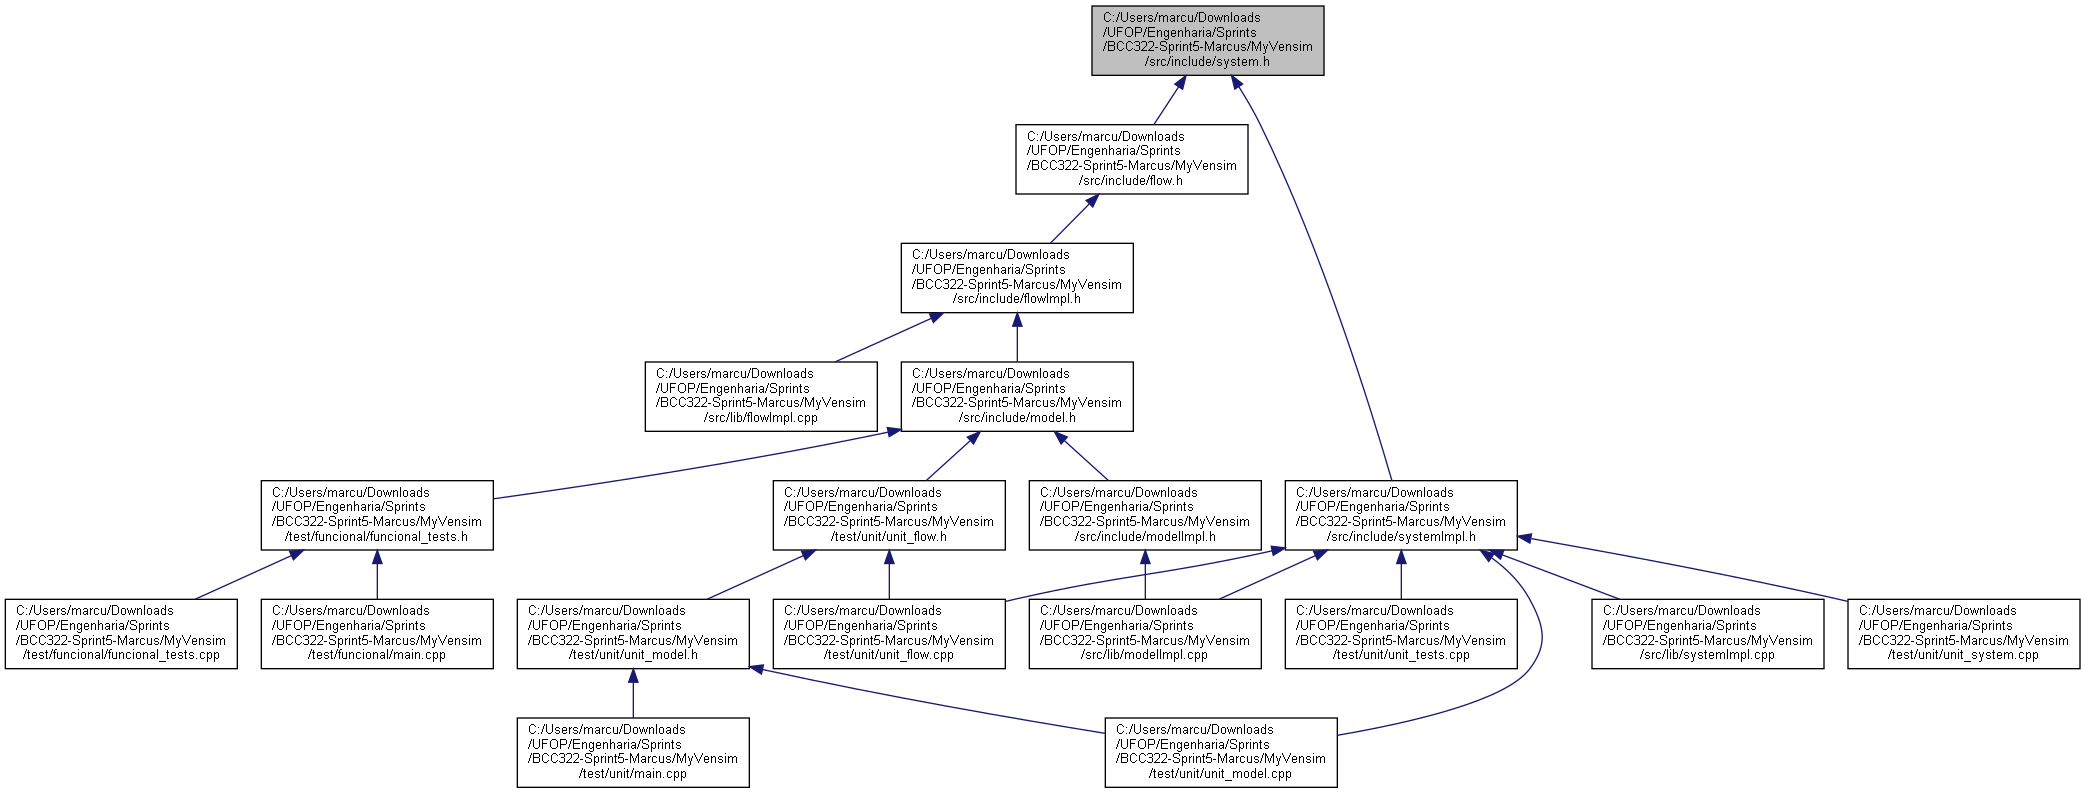 C:/Users/marcu/Downloads
/UFOP/Engenharia/Sprints
/BCC322-Sprint5-Marcus/MyVensim
/src/include/system.h
C:/Users/marcu/Downloads
/UFOP/Engenharia/Sprints
/BCC322-Sprint5-Marcus/MyVensim
/src/include/flow.h
C:/Users/marcu/Downloads
/UFOP/Engenharia/Sprints
/BCC322-Sprint5-Marcus/MyVensim
/src/include/flowImpl.h
C:/Users/marcu/Downloads
/UFOP/Engenharia/Sprints
/BCC322-Sprint5-Marcus/MyVensim
/src/lib/flowImpl.cpp
C:/Users/marcu/Downloads
/UFOP/Engenharia/Sprints
/BCC322-Sprint5-Marcus/MyVensim
/src/include/model.h
C:/Users/marcu/Downloads
/UFOP/Engenharia/Sprints
/BCC322-Sprint5-Marcus/MyVensim
/test/funcional/funcional_tests.h
C:/Users/marcu/Downloads
/UFOP/Engenharia/Sprints
/BCC322-Sprint5-Marcus/MyVensim
/test/unit/unit_flow.h
C:/Users/marcu/Downloads
/UFOP/Engenharia/Sprints
/BCC322-Sprint5-Marcus/MyVensim
/src/include/modelImpl.h
C:/Users/marcu/Downloads
/UFOP/Engenharia/Sprints
/BCC322-Sprint5-Marcus/MyVensim
/src/include/systemImpl.h
C:/Users/marcu/Downloads
/UFOP/Engenharia/Sprints
/BCC322-Sprint5-Marcus/MyVensim
/test/funcional/funcional_tests.cpp
C:/Users/marcu/Downloads
/UFOP/Engenharia/Sprints
/BCC322-Sprint5-Marcus/MyVensim
/test/funcional/main.cpp
C:/Users/marcu/Downloads
/UFOP/Engenharia/Sprints
/BCC322-Sprint5-Marcus/MyVensim
/test/unit/unit_model.h
C:/Users/marcu/Downloads
/UFOP/Engenharia/Sprints
/BCC322-Sprint5-Marcus/MyVensim
/test/unit/unit_flow.cpp
C:/Users/marcu/Downloads
/UFOP/Engenharia/Sprints
/BCC322-Sprint5-Marcus/MyVensim
/src/lib/modelImpl.cpp
C:/Users/marcu/Downloads
/UFOP/Engenharia/Sprints
/BCC322-Sprint5-Marcus/MyVensim
/test/unit/unit_tests.cpp
C:/Users/marcu/Downloads
/UFOP/Engenharia/Sprints
/BCC322-Sprint5-Marcus/MyVensim
/src/lib/systemImpl.cpp
C:/Users/marcu/Downloads
/UFOP/Engenharia/Sprints
/BCC322-Sprint5-Marcus/MyVensim
/test/unit/unit_system.cpp
C:/Users/marcu/Downloads
/UFOP/Engenharia/Sprints
/BCC322-Sprint5-Marcus/MyVensim
/test/unit/main.cpp
C:/Users/marcu/Downloads
/UFOP/Engenharia/Sprints
/BCC322-Sprint5-Marcus/MyVensim
/test/unit/unit_model.cpp